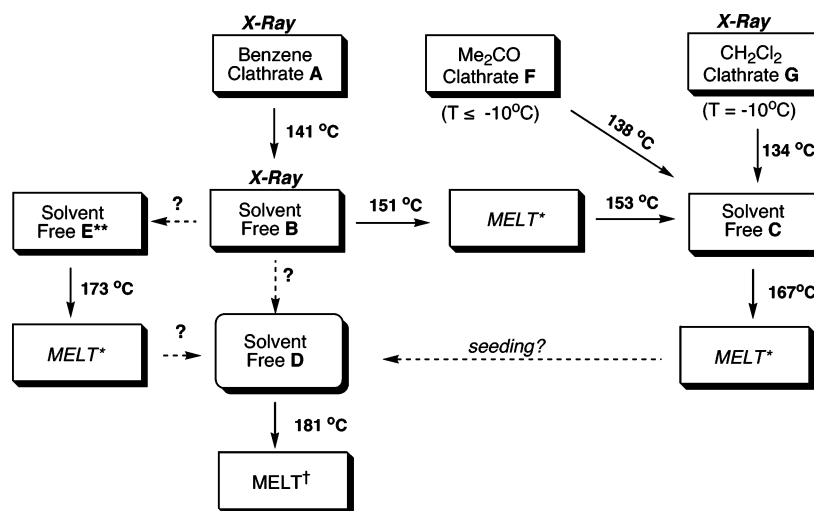 X-Ray
X-Ray
Benzene
Clathrate A
Me₂CO
Clathrate F
CH₂Cl₂
Clathrate G
(T ≤ -10°C)
(T = -10°C)
141 °C
138 °C
134 °C
X-Ray
Solvent
Free E**
?
Solvent
Free B
151 °C
MELT*
153 °C
Solvent
Free C
173 °C
?
167°C
MELT*
?
Solvent
Free D
seeding?
MELT*
181 °C
MELT†